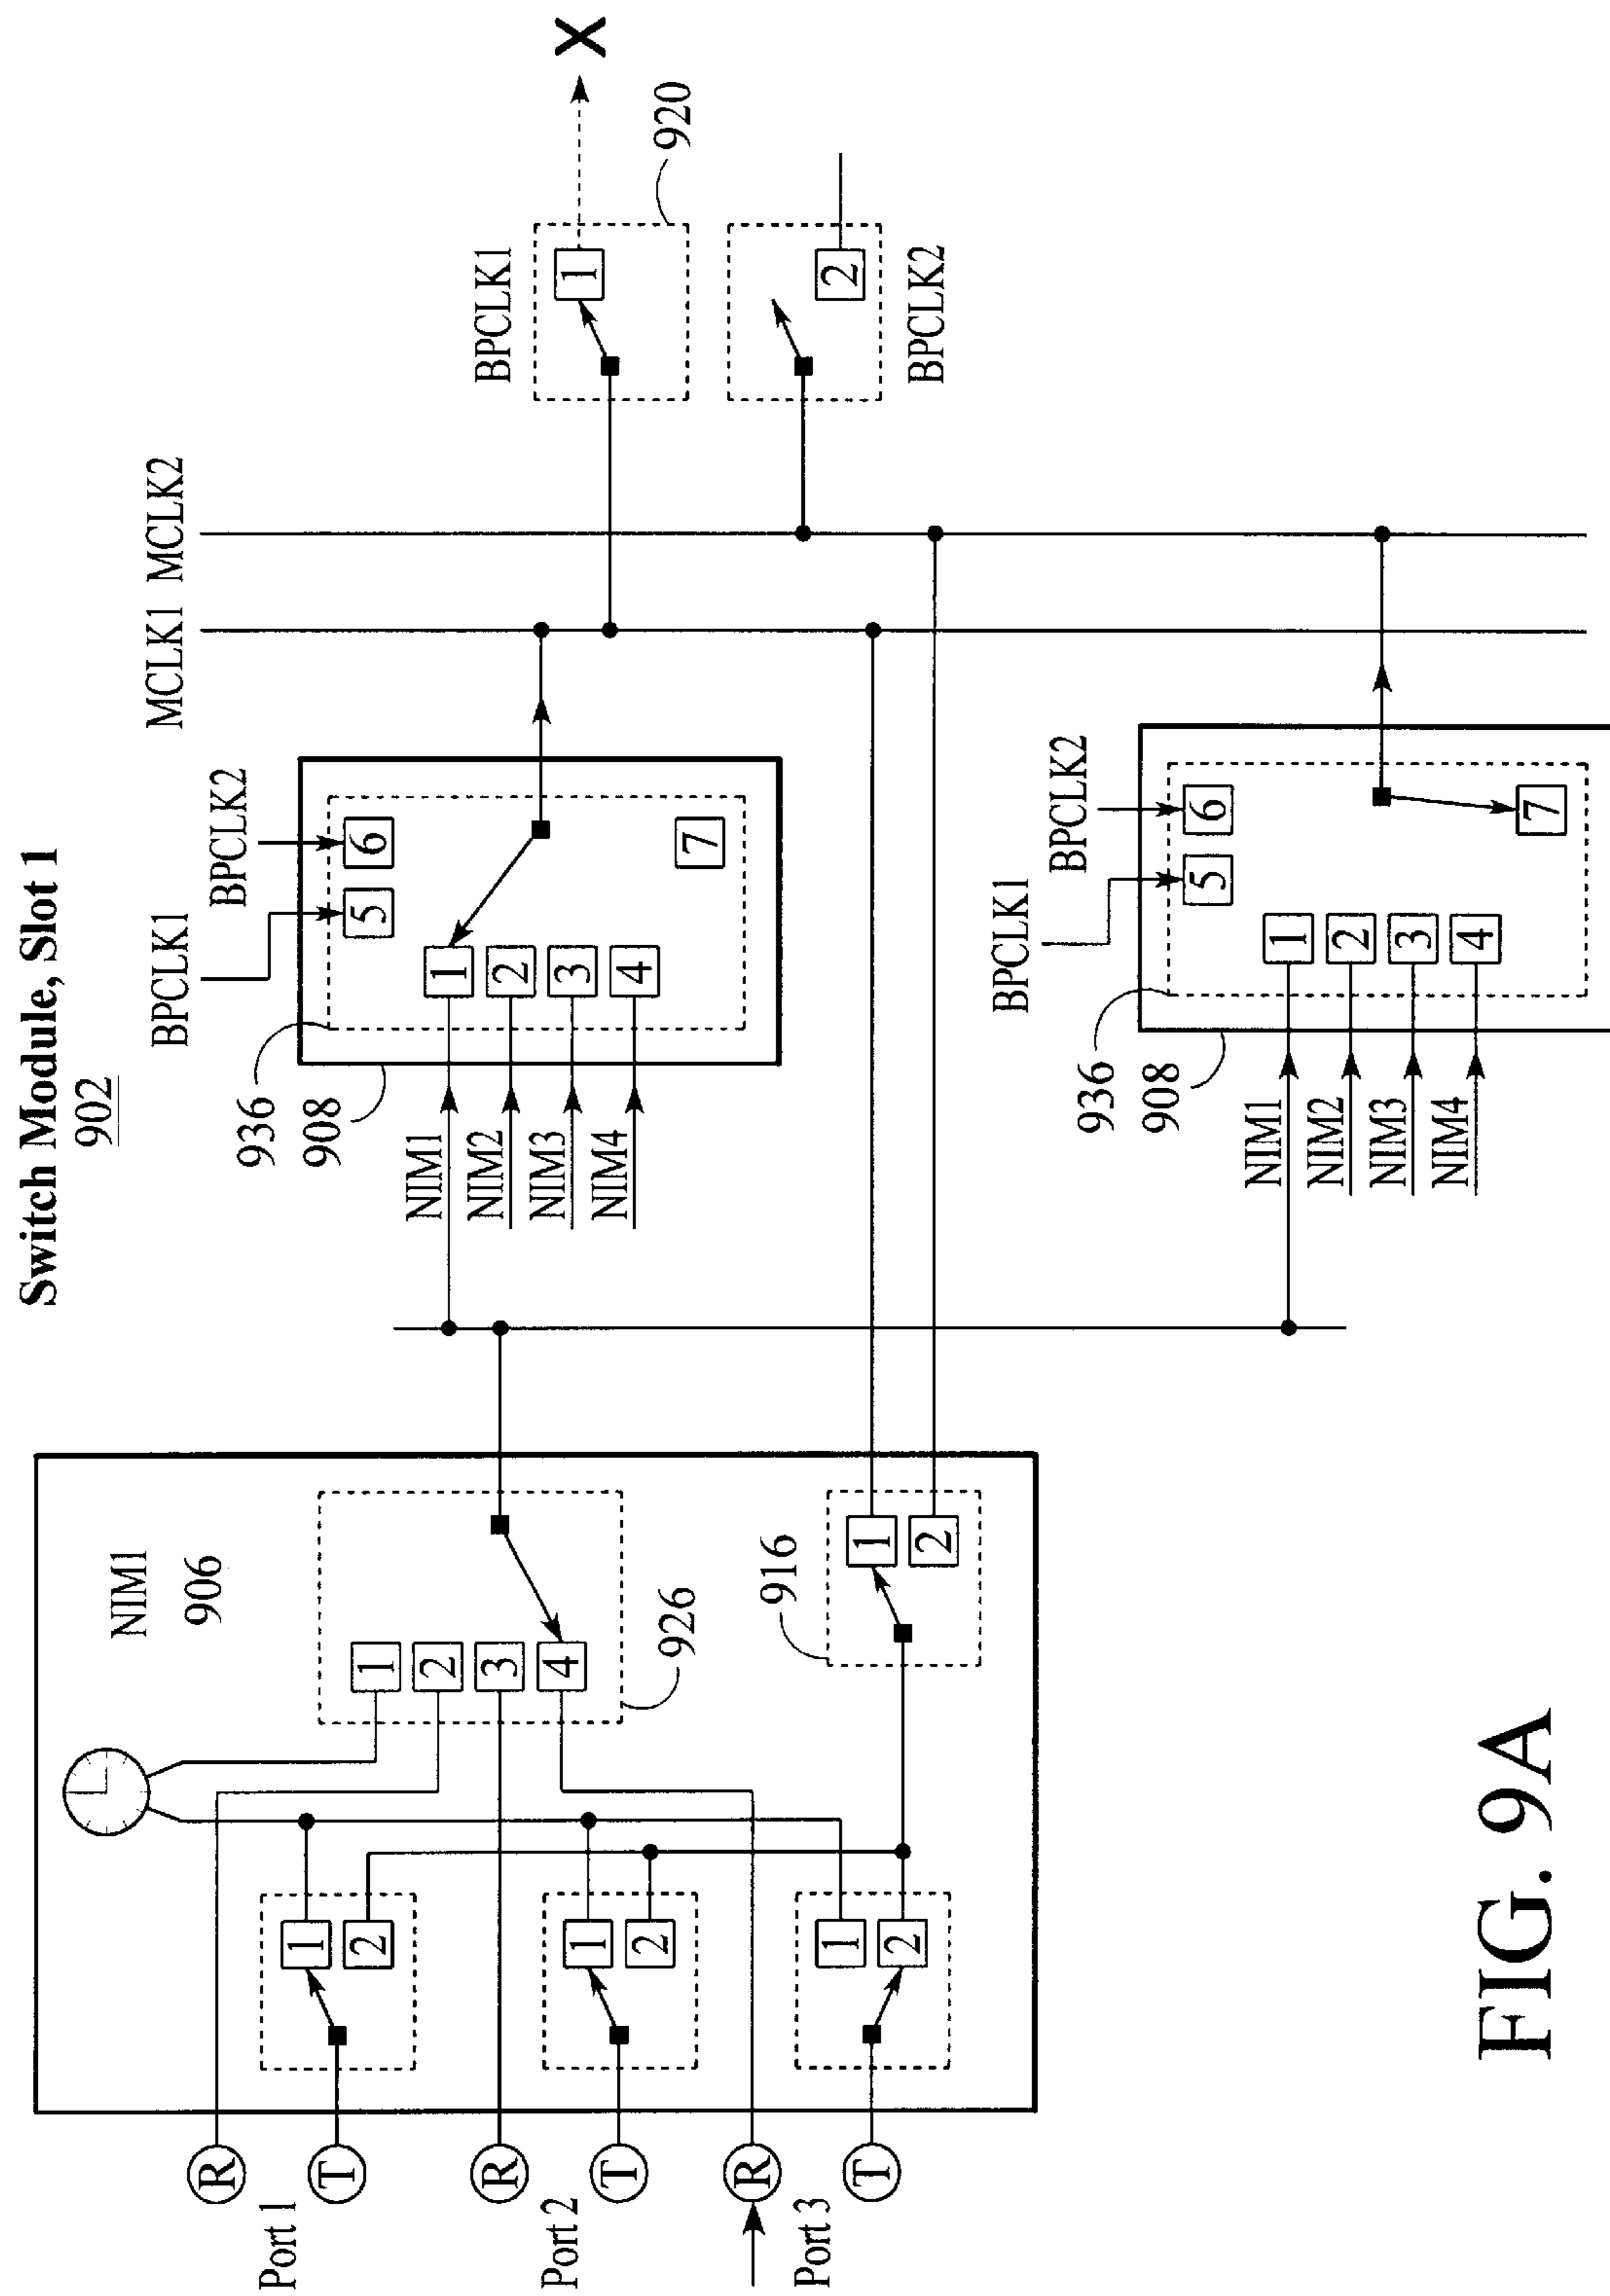 Switch Module, Slot 1
902
NIM1
906
1
2
3
4
926
916
1
2
1
2
1
2
1
2
R
T
Port 1
R
T
Port 2
R
T
Port 3
BPCLK1
BPCLK2
936
908
5
6
1
2
3
4
7
NIM1
NIM2
NIM3
NIM4
MCLK1
MCLK2
BPCLK1
1
X
920
2
BPCLK2
BPCLK1
BPCLK2
936
908
5
6
1
2
3
4
7
NIM1
NIM2
NIM3
NIM4
FIG. 9A